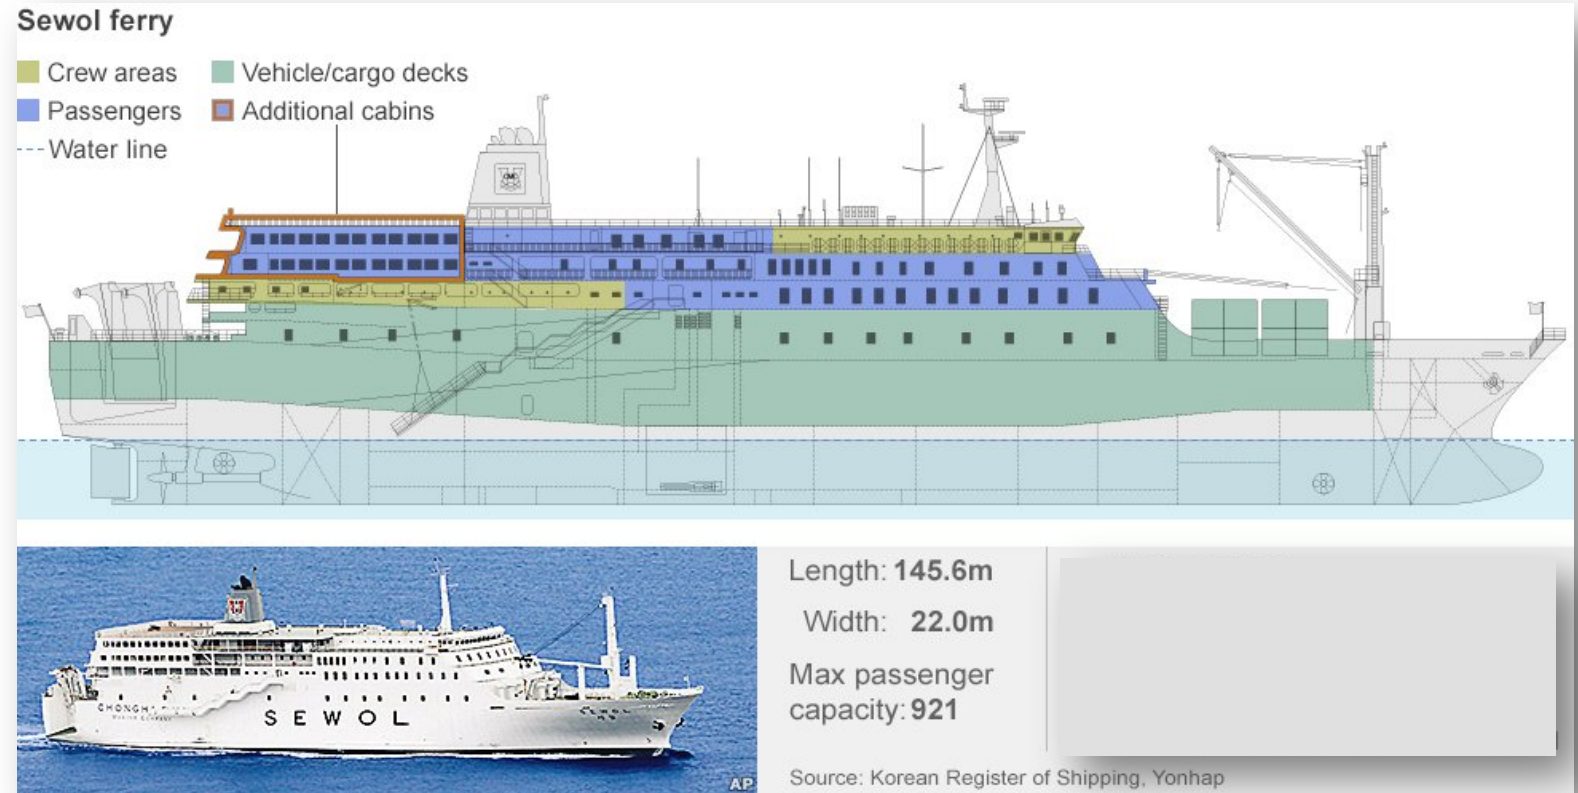 Sewol ferry
Crew areas
Vehicle/cargo decks
Passengers
Additional cabins
Water line
SEWOL
AP
Length: 145.6m
Width: 22.0m
Max passenger
capacity: 921
Source: Korean Register of Shipping, Yonhap